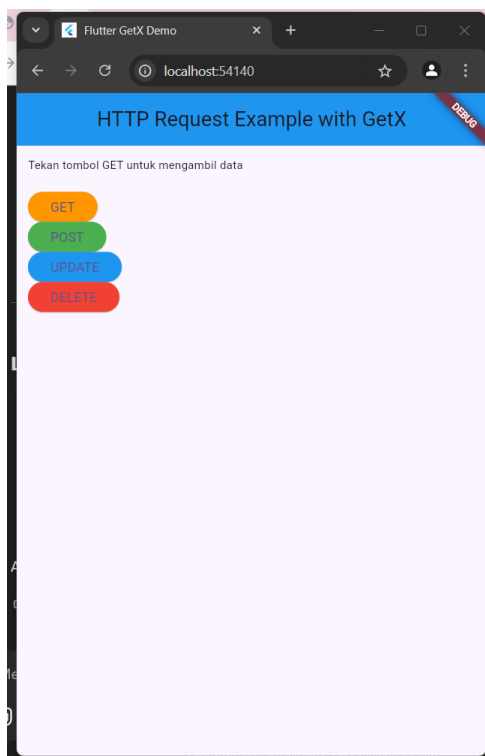 Flutter GetX Demo
localhost:54140
HTTP Request Example with GetX
DEBUG
Tekan tombol GET untuk mengambil data
GET
POST
UPDATE
DELETE